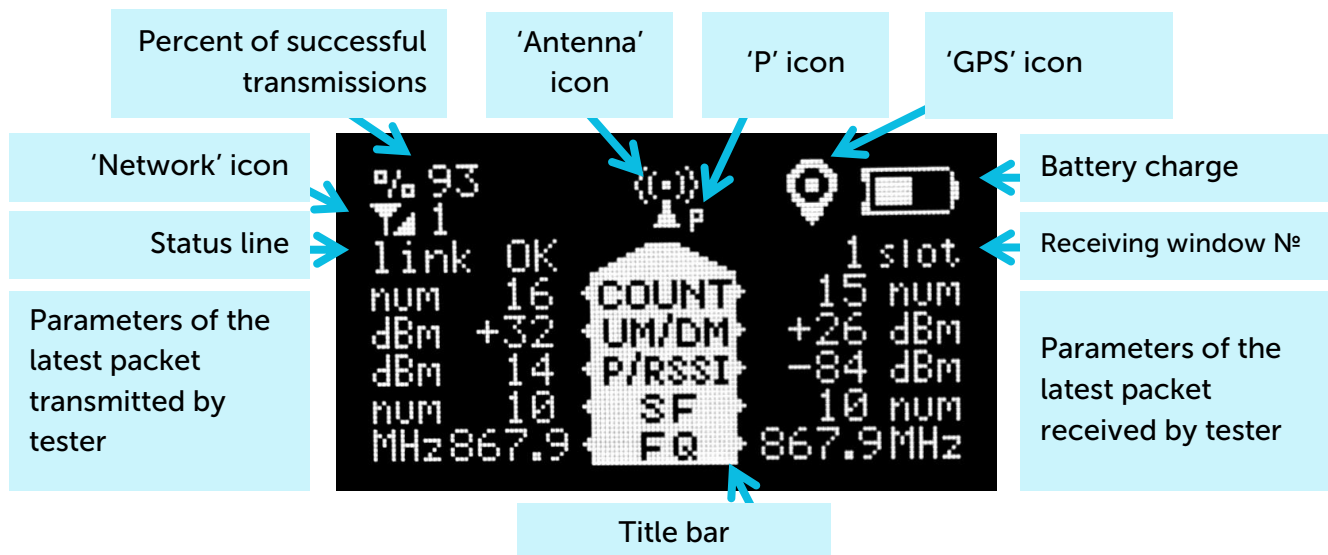 Percent of successful
transmissions
‘Antenna’
icon
‘P’ icon
‘GPS’ icon
‘Network’ icon
Status line
Parameters of the
latest packet
transmitted by
tester
% 93
1
P
link OK 1 slot
num 16 COUNT 15 num
dBm +32 UM/DM +26 dBm
dBm 14 P/RSSI -84 dBm
num 10 SF 10 num
MHz 867.9 FQ 867.9 MHz
Battery charge
Receiving window №
Parameters of the
latest packet
received by tester
Title bar